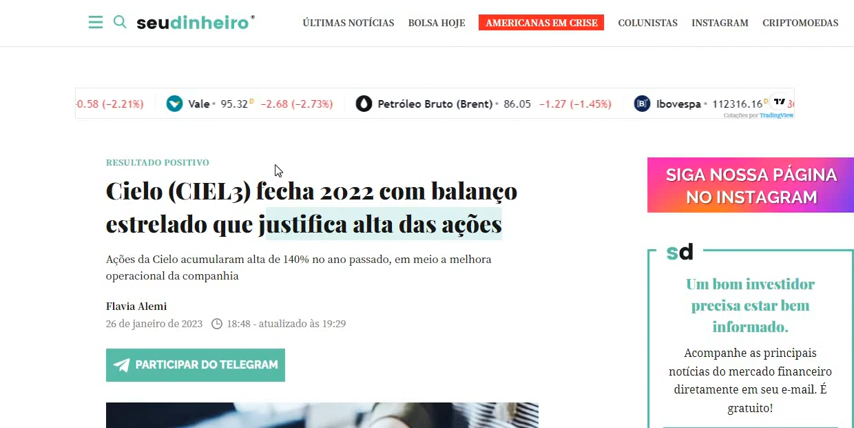 seudinheiro
ÚLTIMAS NOTÍCIAS BOLSA HOJE AMERICANAS EM CRISE COLUNISTAS INSTAGRAM CRIPTOMOEDAS
-0.58 (−2.21%) Vale 95.32 D −2.68 (−2.73%) Petróleo Bruto (Brent) 86.05 −1.27 (−1.45%) Ibovespa 112316.16
Cotações por TradingView
RESULTADO POSITIVO
Cielo (CIEL3) fecha 2022 com balanço
estrelado que justifica alta das ações
Ações da Cielo acumularam alta de 140% no ano passado, em meio a melhora
operacional da companhia
Flavia Alemi
26 de janeiro de 2023 18:48 - atualizado às 19:29
PARTICIPAR DO TELEGRAM
SIGA NOSSA PÁGINA
NO INSTAGRAM
sd
Um bom investidor
precisa estar bem
informado.
Acompanhe as principais
notícias do mercado financeiro
diretamente em seu e-mail. É
gratuito!